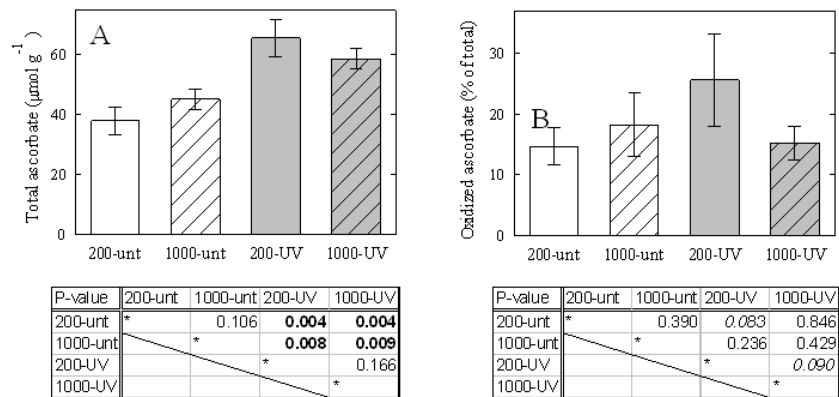 A
Total ascorbate (μmol g⁻¹)
60
40
20
0
200-unt 1000-unt 200-UV 1000-UV
P-value 200-unt 1000-unt 200-UV 1000-UV
200-unt * 0.106 0.004 0.004
1000-unt * 0.008 0.009
200-UV * 0.166
1000-UV *
B
Oxidized ascorbate (% of total)
30
20
10
0
200-unt 1000-unt 200-UV 1000-UV
P-value 200-unt 1000-unt 200-UV 1000-UV
200-unt * 0.390 0.083 0.846
1000-unt * 0.236 0.429
200-UV * 0.090
1000-UV *